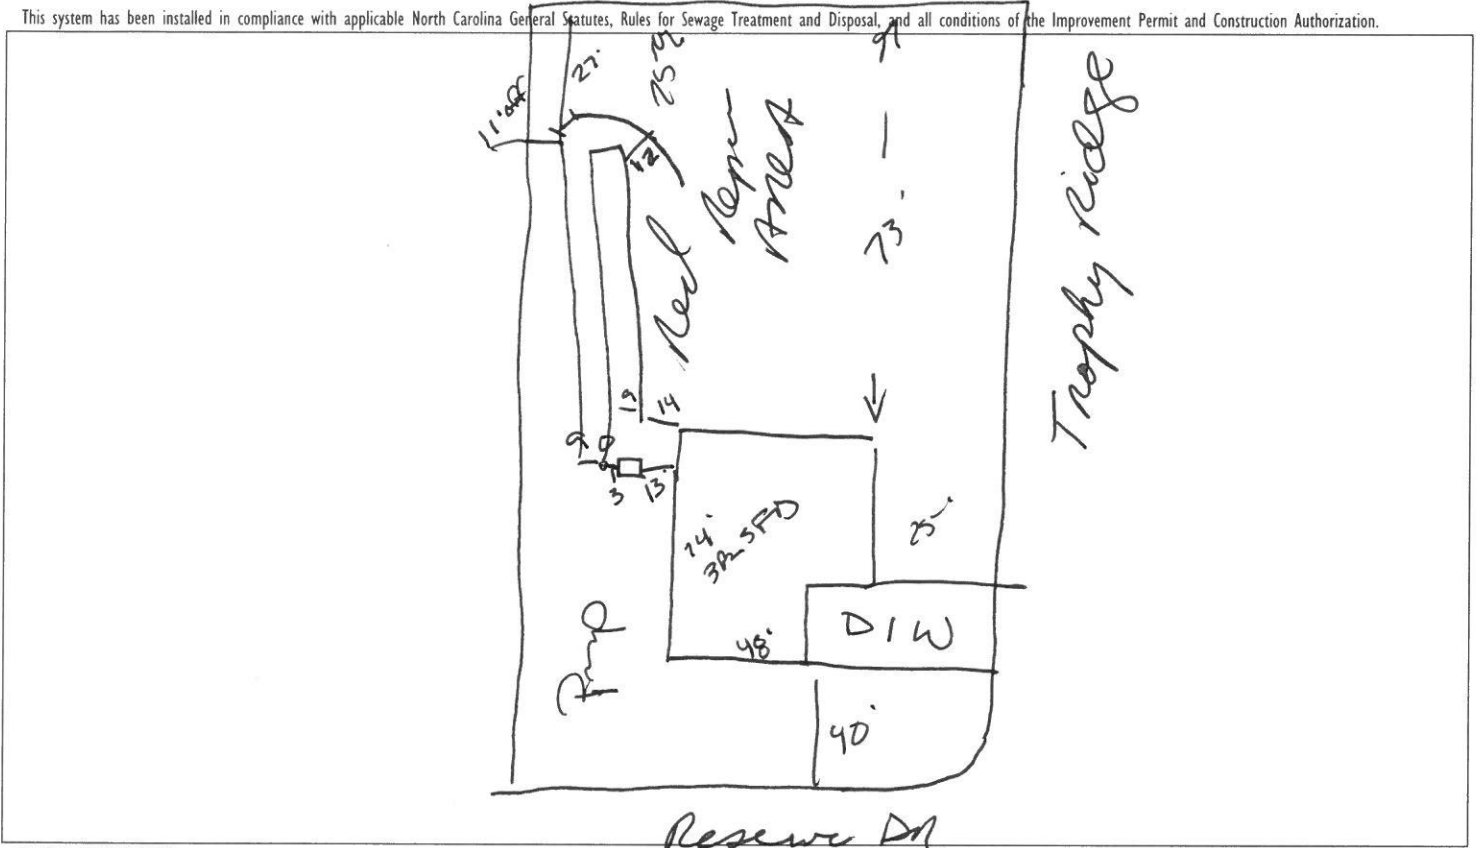 This system has been installed in compliance with applicable North Carolina General Statutes, Rules for Sewage Treatment and Disposal, and all conditions of the Improvement Permit and Construction Authorization.
27'
11' off
12
Area
73'
Trophy Ridge
19
14
3
13
25'
3BR SFD
48'
D/W
40'
Reserve DR